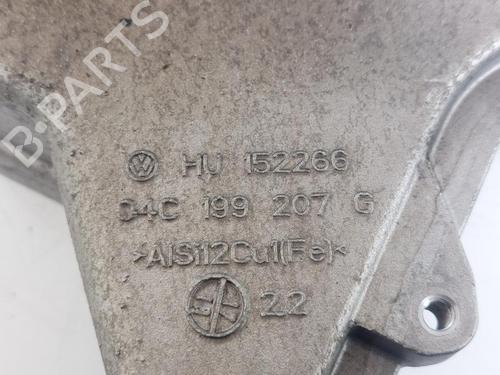 B-PARTS
HU 152266
04C 199 207 G
>AlSi12Cu1(Fe)<
22